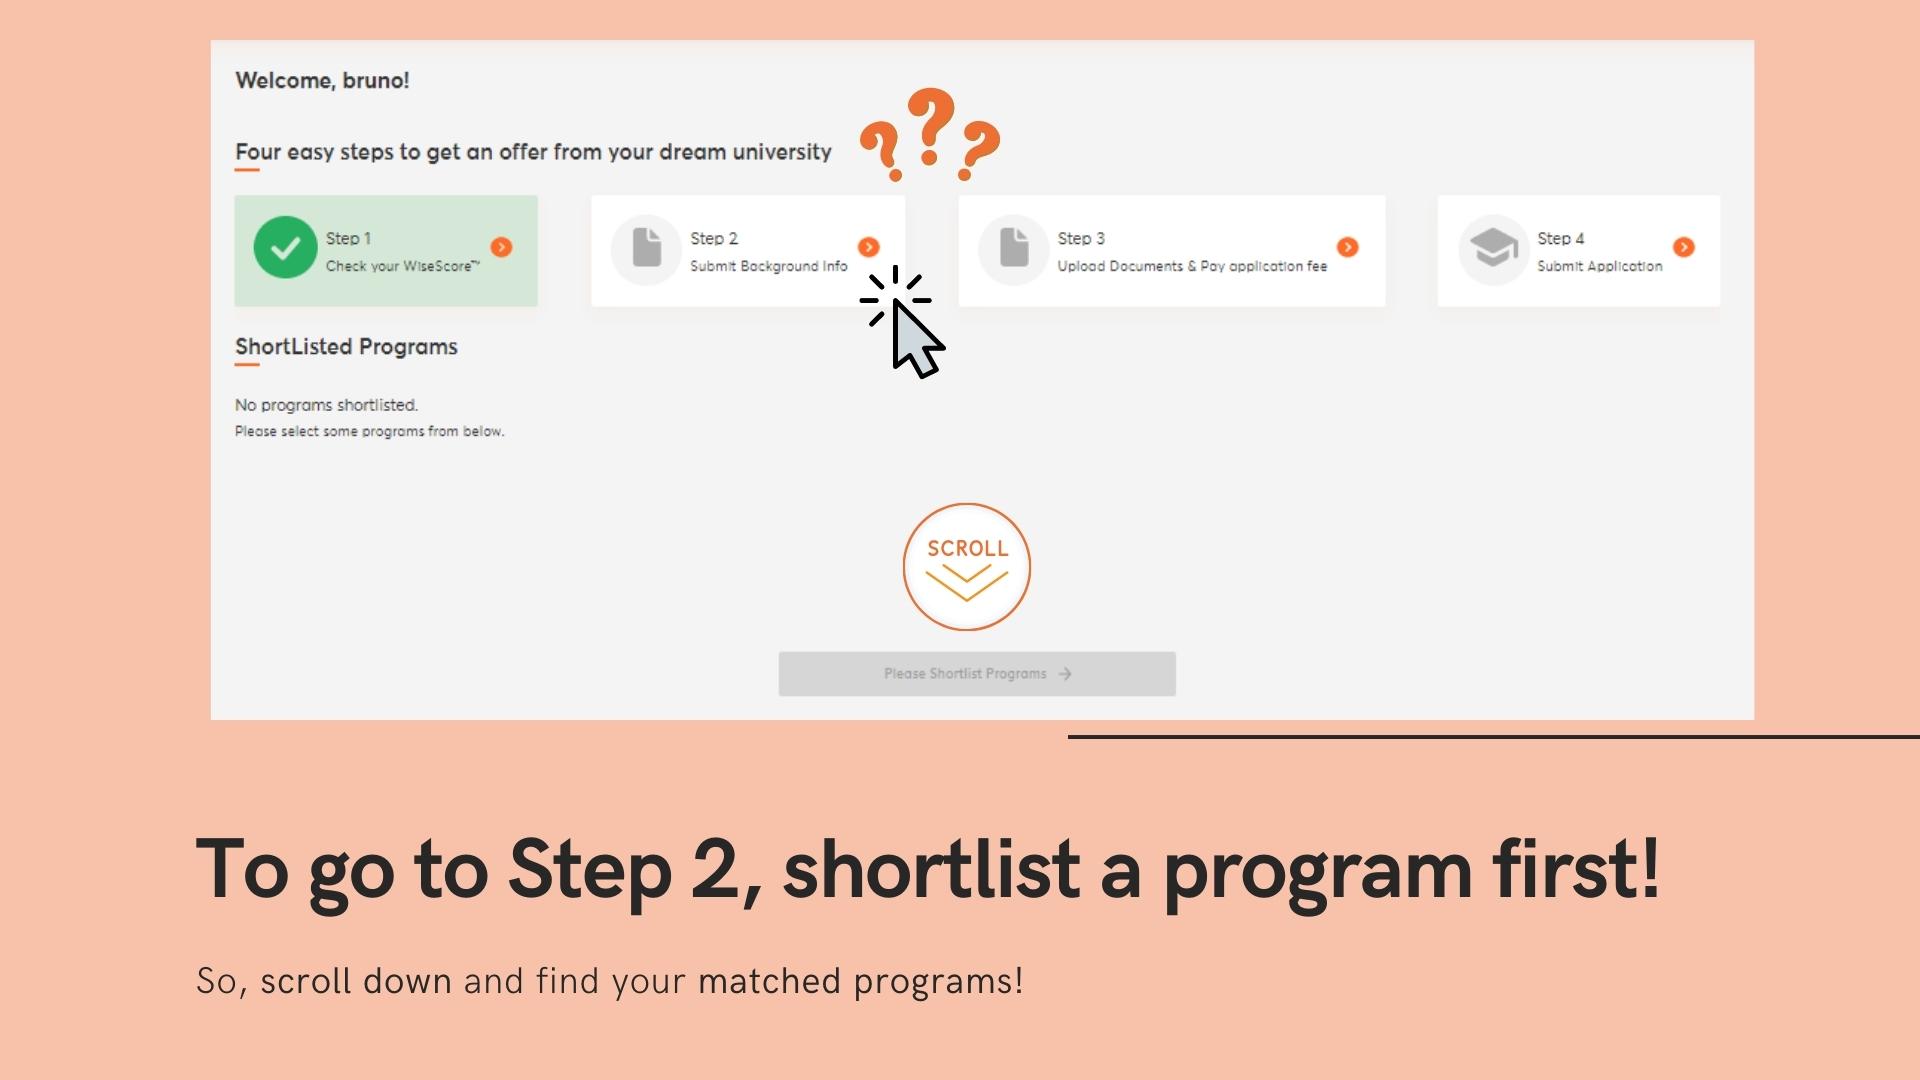 Welcome, bruno!
???
Four easy steps to get an offer from your dream university
Step 1
Check your WiseScore™
Step 2
Submit Background Info
Step 3
Upload Documents & Pay application fee
Step 4
Submit Application
ShortListed Programs
No programs shortlisted.
Please select some programs from below.
SCROLL
Please Shortlist Programs
To go to Step 2, shortlist a program first!
So, scroll down and find your matched programs!